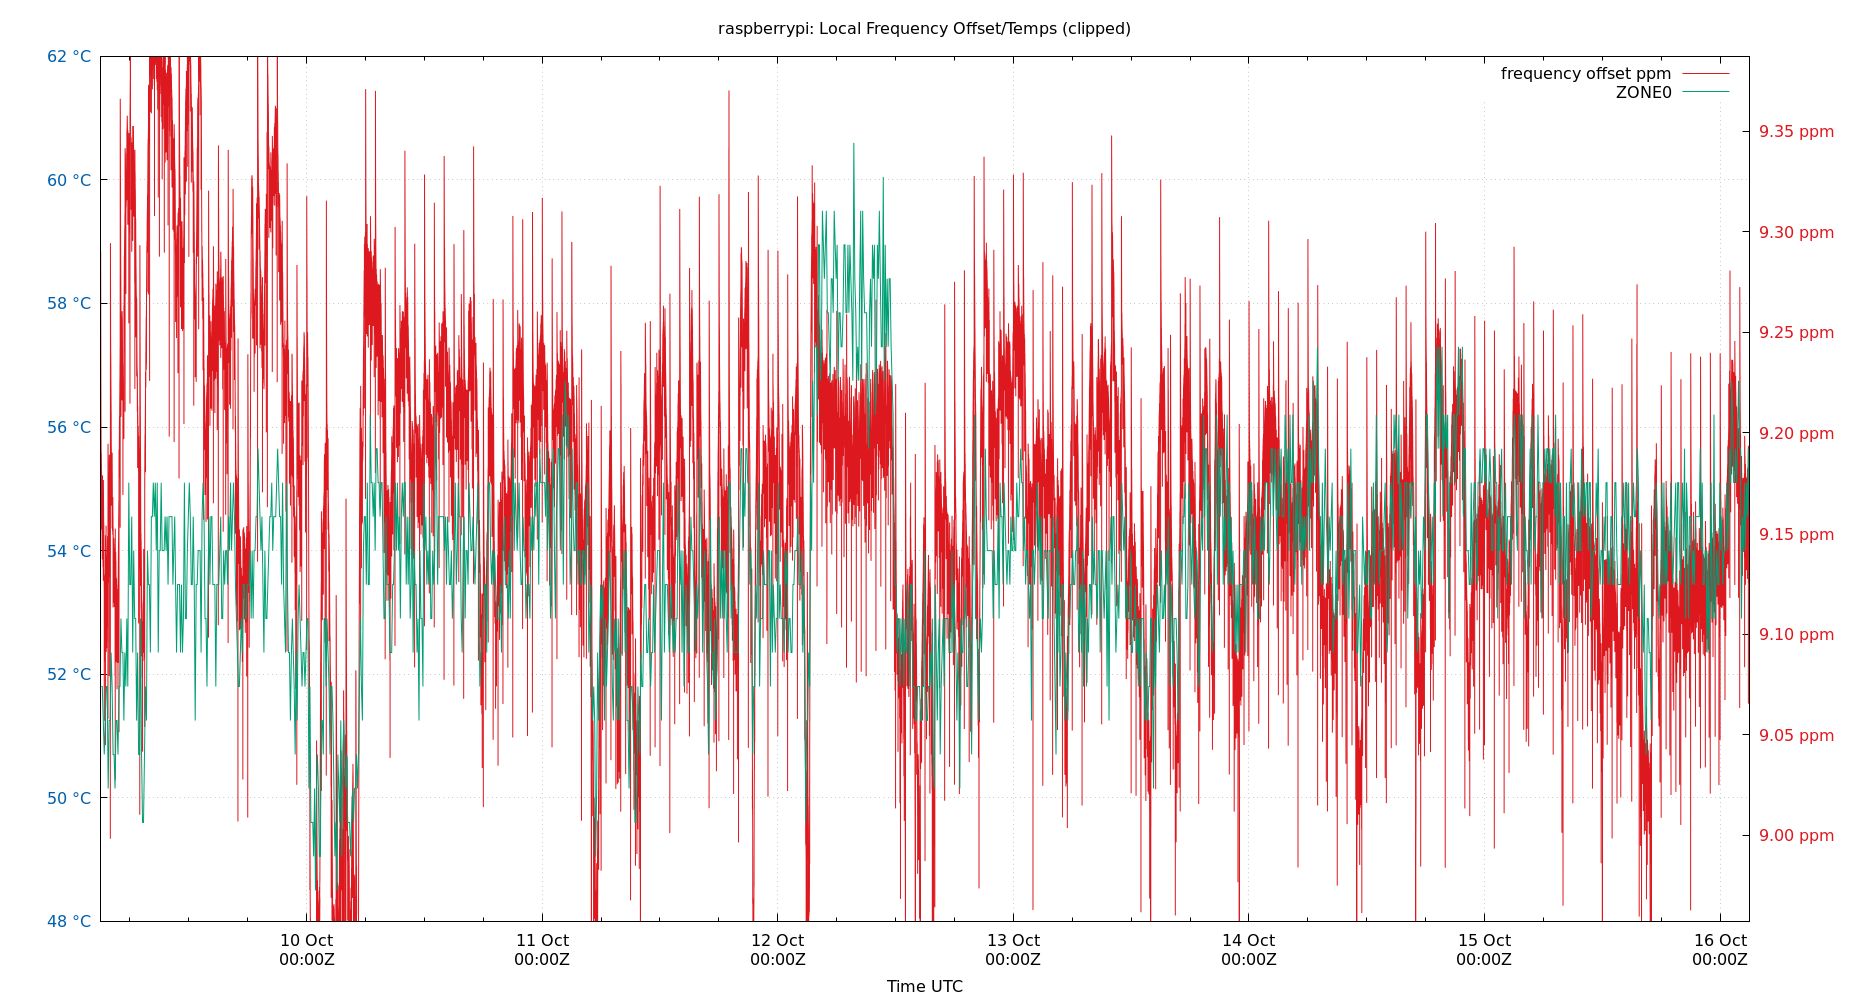 raspberrypi: Local Frequency Offset/Temps (clipped)
62 °C
60 °C
58 °C
56 °C
54 °C
52 °C
50 °C
48 °C
frequency offset ppm
ZONE0
9.35 ppm
9.30 ppm
9.25 ppm
9.20 ppm
9.15 ppm
9.10 ppm
9.05 ppm
9.00 ppm
10 Oct
00:00Z
11 Oct
00:00Z
12 Oct
00:00Z
13 Oct
00:00Z
14 Oct
00:00Z
15 Oct
00:00Z
16 Oct
00:00Z
Time UTC